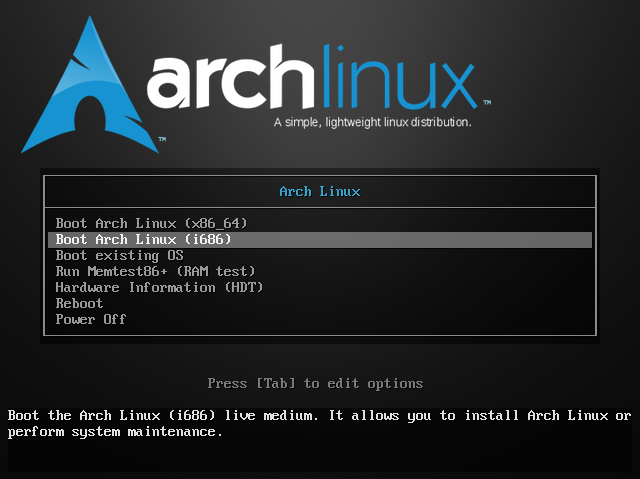 archlinux™
A simple, lightweight linux distribution.
™
Arch Linux
Boot Arch Linux (x86_64)
Boot Arch Linux (i686)
Boot existing OS
Run Memtest86+ (RAM test)
Hardware Information (HDT)
Reboot
Power Off
Press [Tab] to edit options
Boot the Arch Linux (i686) live medium. It allows you to install Arch Linux or
perform system maintenance.